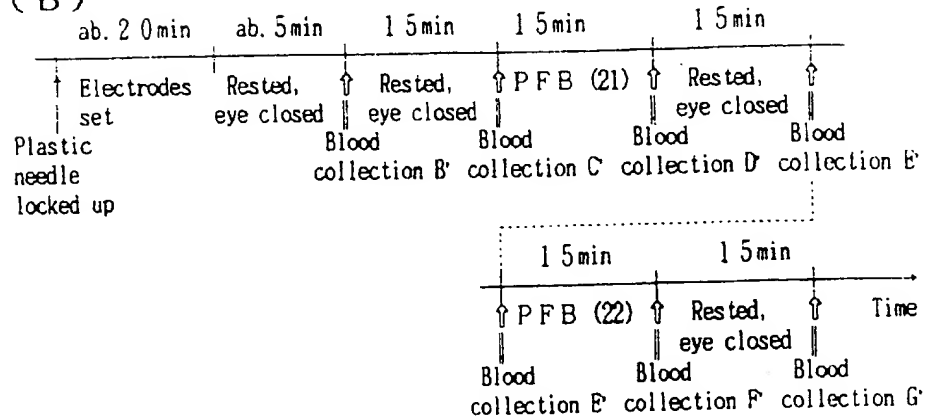 (B)
ab. 20min ab. 5min 15min 15min 15min
Electrodes set
Rested, eye closed
Rested, eye closed
PFB (21)
Rested, eye closed
Plastic needle locked up
Blood collection B'
Blood collection C'
Blood collection D'
Blood collection E'
15min 15min
PFB (22)
Rested, eye closed
Time
Blood collection E'
Blood collection F'
Blood collection G'